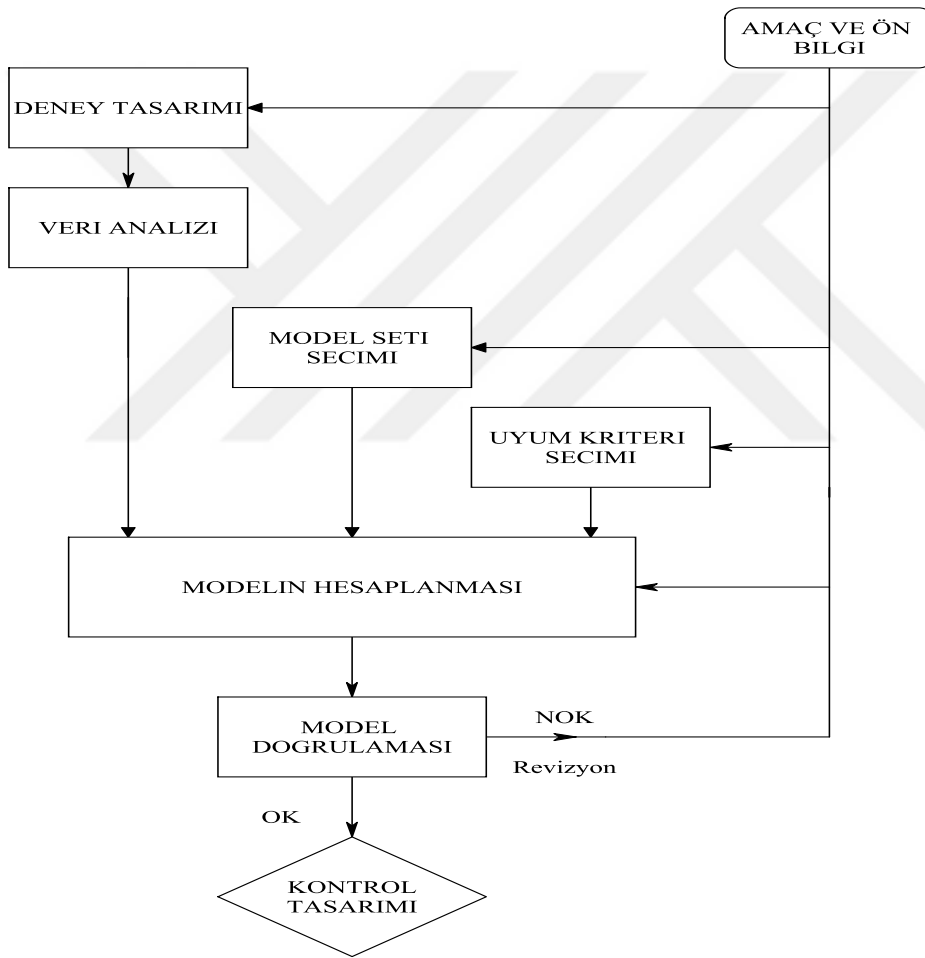 AMAÇ VE ÖN
BILGI
DENEY TASARIMI
VERI ANALIZI
MODEL SETI
SECIMI
UYUM KRITERI
SECIMI
MODELIN HESAPLANMASI
MODEL
DOGRULAMASI
NOK
Revizyon
OK
KONTROL
TASARIMI